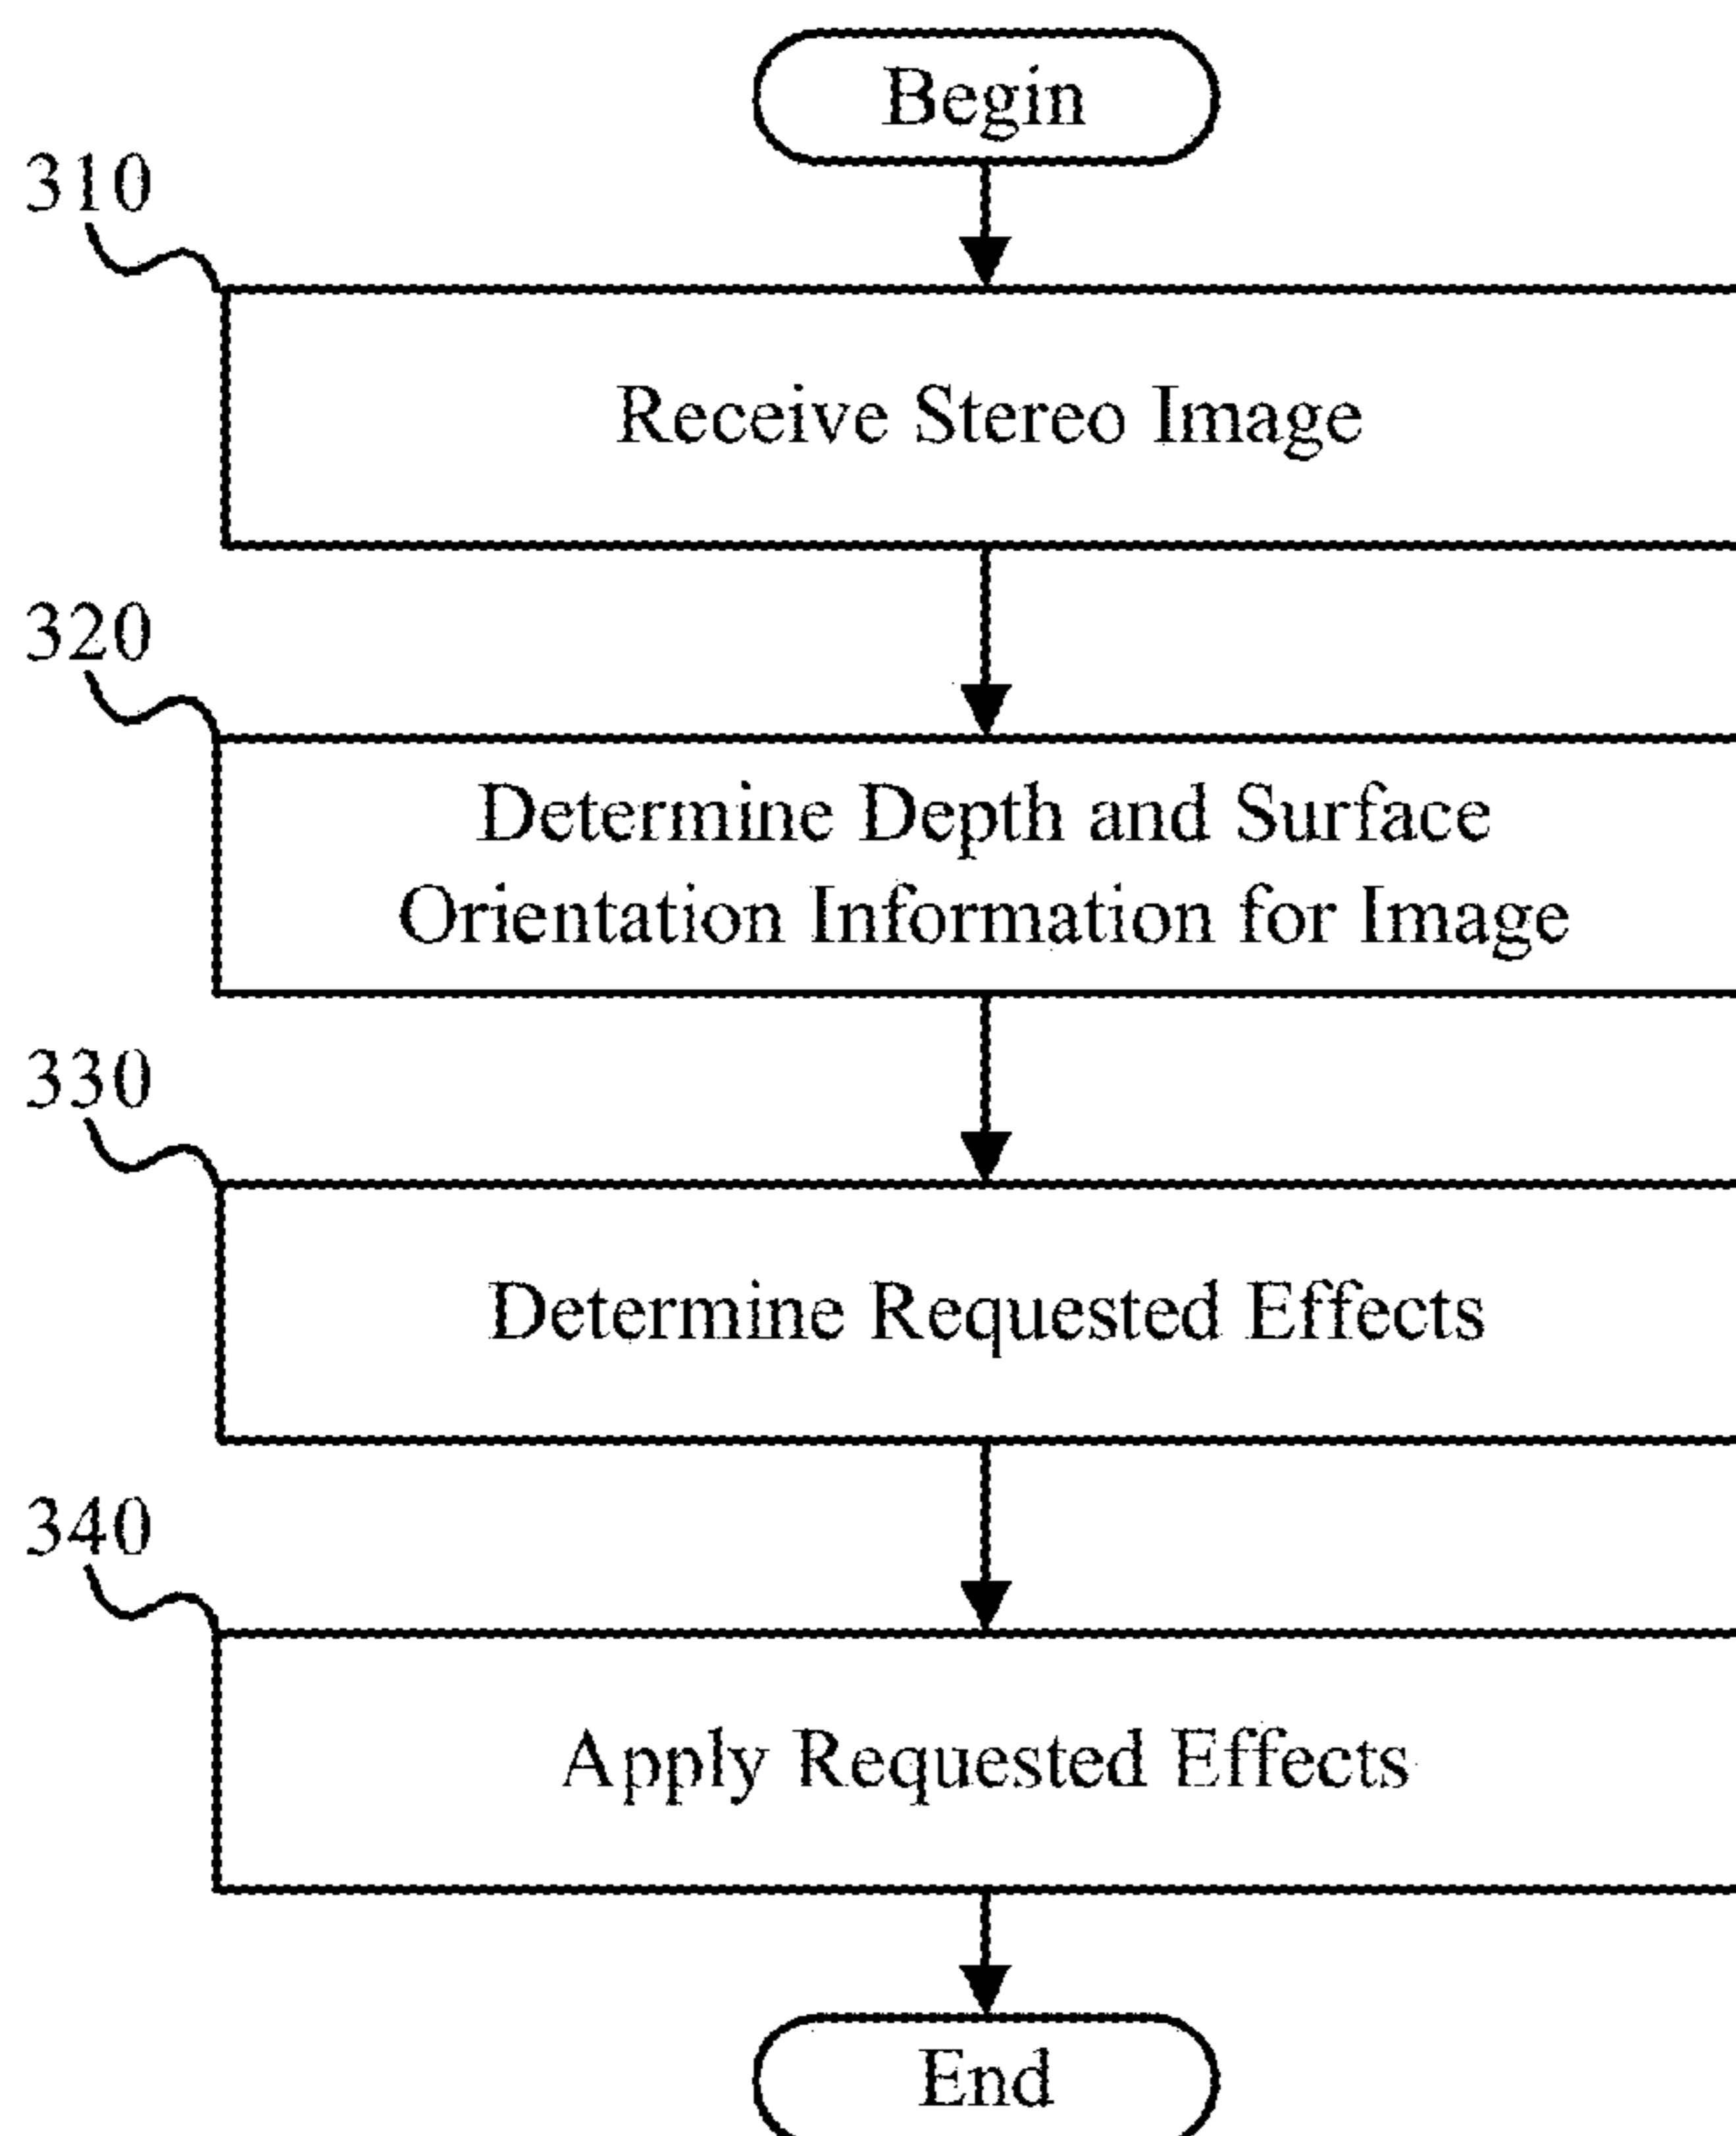 Begin
310
Receive Stereo Image
320
Determine Depth and Surface
Orientation Information for Image
330
Determine Requested Effects
340
Apply Requested Effects
End